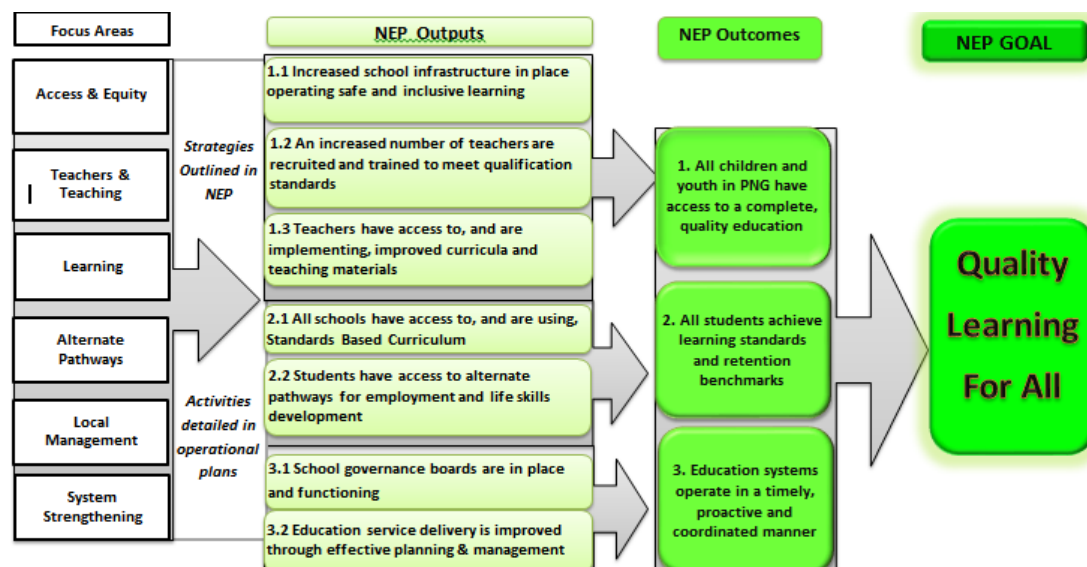 Focus Areas
Access & Equity
Teachers &
Teaching
Learning
Alternate
Pathways
Local
Management
System
Strengthening
Strategies
Outlined in
NEP
Activities
detailed in
operational
plans
NEP Outputs
1.1 Increased school infrastructure in place
operating safe and inclusive learning
1.2 An increased number of teachers are
recruited and trained to meet qualification
standards
1.3 Teachers have access to, and are
implementing, improved curricula and
teaching materials
2.1 All schools have access to, and are using,
Standards Based Curriculum
2.2 Students have access to alternate
pathways for employment and life skills
development
3.1 School governance boards are in place
and functioning
3.2 Education service delivery is improved
through effective planning & management
NEP Outcomes
1. All children and
youth in PNG have
access to a complete,
quality education
2. All students achieve
learning standards
and retention
benchmarks
3. Education systems
operate in a timely,
proactive and
coordinated manner
NEP GOAL
Quality
Learning
For All